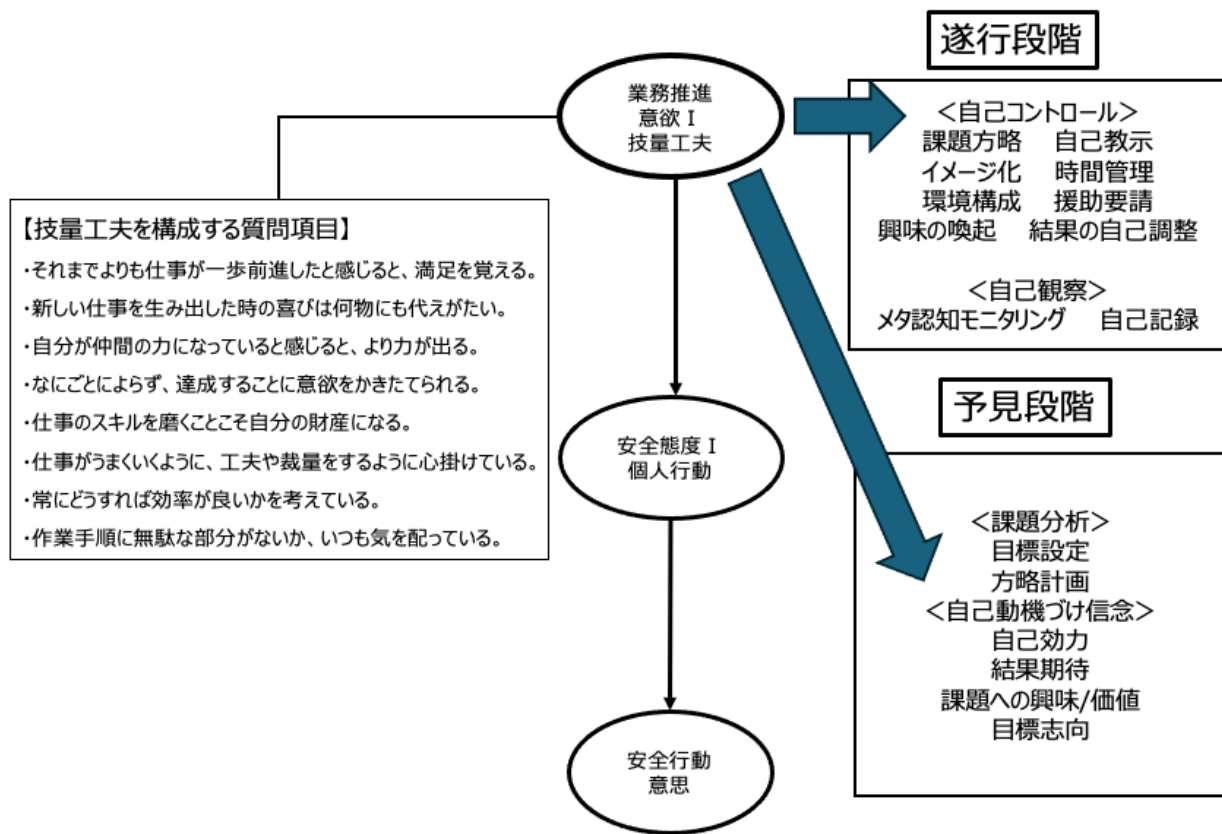 業務推進
意欲Ⅰ
技量工夫
【技量工夫を構成する質問項目】
・それまでよりも仕事が一歩前進したと感じると、満足を覚える。
・新しい仕事を生み出した時の喜びは何物にも代えがたい。
・自分が仲間の力になっていると感じると、より力が出る。
・なにごとによらず、達成することに意欲をかきたてられる。
・仕事のスキルを磨くことこそ自分の財産になる。
・仕事がうまくいくように、工夫や裁量をするように心掛けている。
・常にどうすれば効率が良いかを考えている。
・作業手順に無駄な部分がないか、いつも気を配っている。
安全態度Ⅰ
個人行動
安全行動
意思
遂行段階
<自己コントロール>
課題方略 自己教示
イメージ化 時間管理
環境構成 援助要請
興味の喚起 結果の自己調整
<自己観察>
メタ認知モニタリング 自己記録
予見段階
<課題分析>
目標設定
方略計画
<自己動機づけ信念>
自己効力
結果期待
課題への興味/価値
目標志向